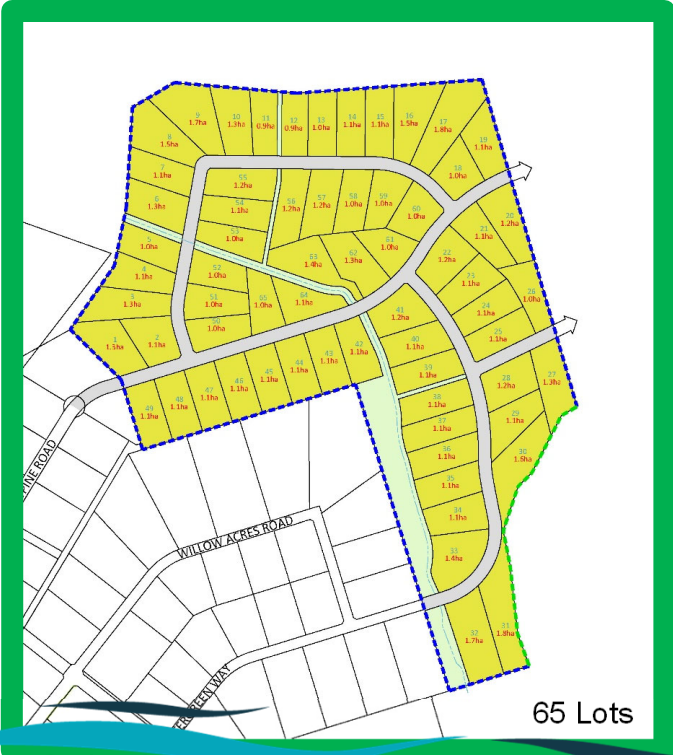 9
1.7ha
10
1.3ha
11
0.9ha
12
0.9ha
13
1.0ha
14
1.1ha
15
1.1ha
16
1.5ha
17
1.8ha
8
1.5ha
19
1.1ha
7
1.1ha
18
1.0ha
55
1.2ha
6
1.3ha
54
1.1ha
56
1.2ha
57
1.2ha
58
1.0ha
59
1.0ha
60
1.0ha
20
1.2ha
5
1.0ha
53
1.0ha
21
1.1ha
61
1.0ha
62
1.3ha
63
1.4ha
22
1.2ha
4
1.1ha
52
1.0ha
23
1.1ha
26
1.0ha
3
1.3ha
51
1.0ha
65
1.0ha
64
1.1ha
24
1.1ha
41
1.2ha
50
1.0ha
25
1.1ha
1
1.3ha
2
1.1ha
40
1.1ha
42
1.1ha
43
1.1ha
44
1.1ha
45
1.1ha
46
1.1ha
47
1.1ha
48
1.1ha
49
1.1ha
39
1.1ha
27
1.3ha
28
1.2ha
38
1.1ha
29
1.1ha
37
1.1ha
36
1.1ha
30
1.6ha
35
1.1ha
34
1.1ha
33
1.4ha
32
1.7ha
31
1.8ha
PINE ROAD
WILLOW ACRES ROAD
ERGREEN WAY
65 Lots